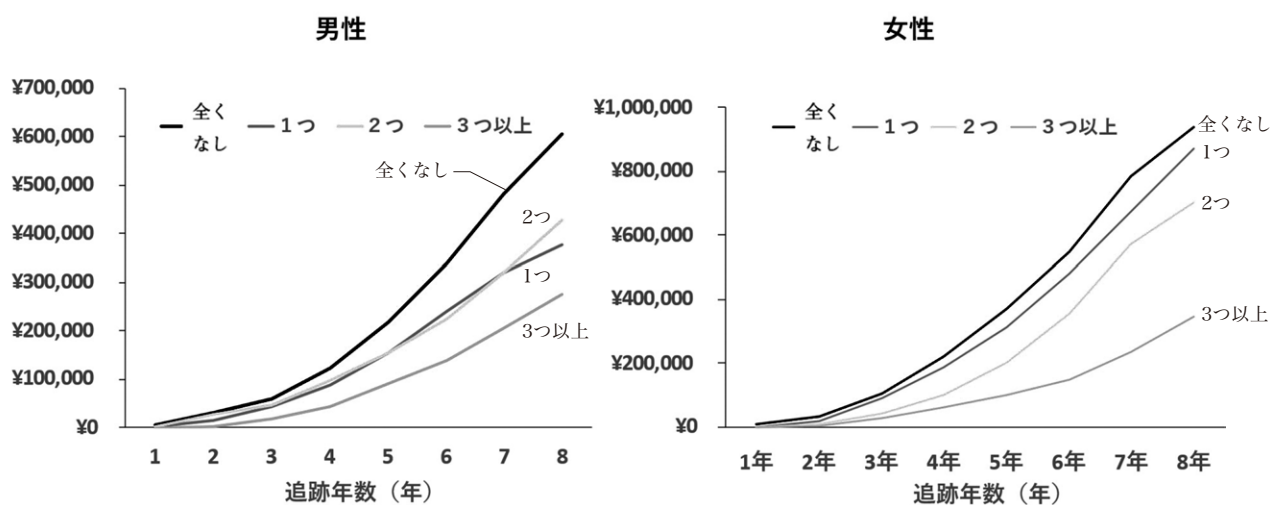 男性
¥700,000
¥600,000
¥500,000
¥400,000
¥300,000
¥200,000
¥100,000
¥0
全く
なし
1つ
2つ
3つ以上
全くなし
2つ
1つ
3つ以上
1 2 3 4 5 6 7 8
追跡年数（年）
女性
¥1,000,000
¥800,000
¥600,000
¥400,000
¥200,000
¥0
全く
なし
1つ
2つ
3つ以上
全くなし
1つ
2つ
3つ以上
1年 2年 3年 4年 5年 6年 7年 8年
追跡年数（年）